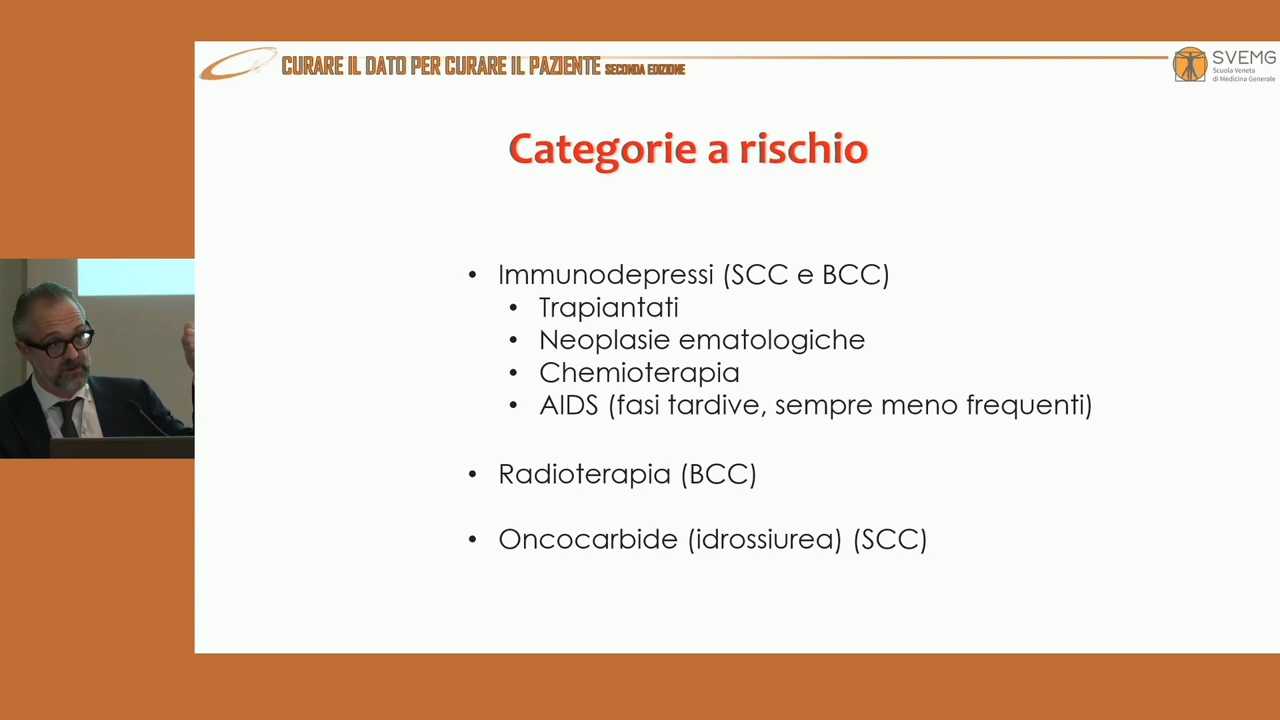 CURARE IL DATO PER CURARE IL PAZIENTE SECONDA EDIZIONE
SVEMG
Scuola Veneta
di Medicina Generale
Categorie a rischio
• Immunodepressi (SCC e BCC)
• Trapiantati
• Neoplasie ematologiche
• Chemioterapia
• AIDS (fasi tardive, sempre meno frequenti)
• Radioterapia (BCC)
• Oncocarbide (idrossiurea) (SCC)